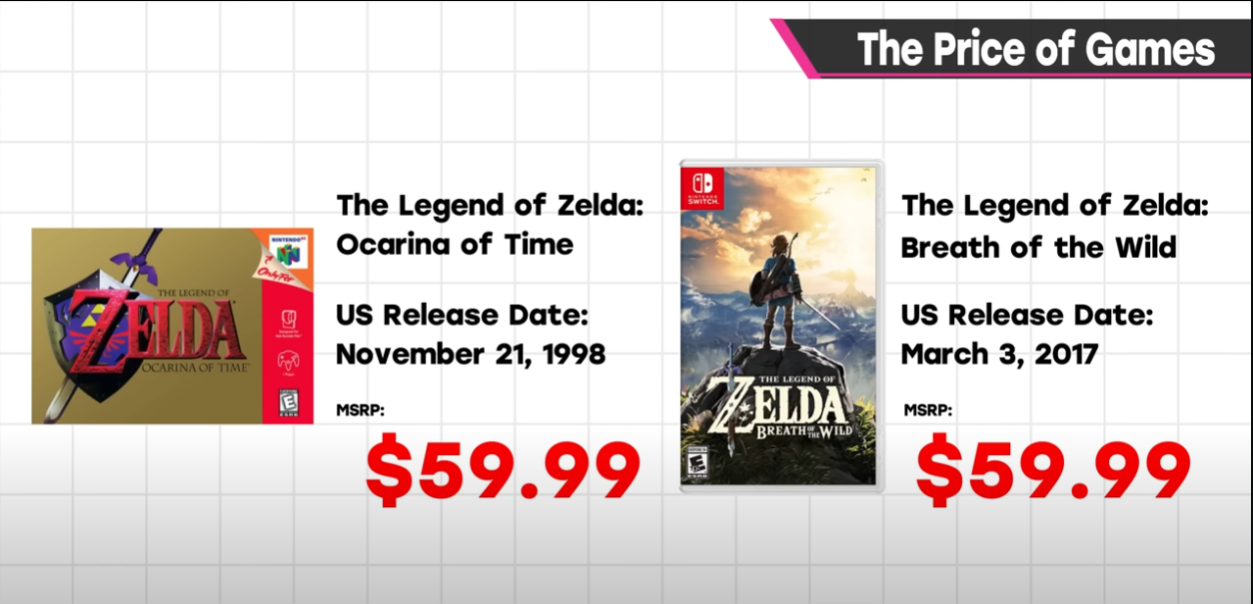 The Price of Games
The Legend of Zelda:
Ocarina of Time
US Release Date:
November 21, 1998
MSRP:
$59.99
NINTENDO
Only For
THE LEGEND OF
ZELDA
OCARINA OF TIME
E
The Legend of Zelda:
Breath of the Wild
US Release Date:
March 3, 2017
MSRP:
$59.99
NINTENDO
SWITCH
THE LEGEND OF
ZELDA
BREATH OF THE WILD
E